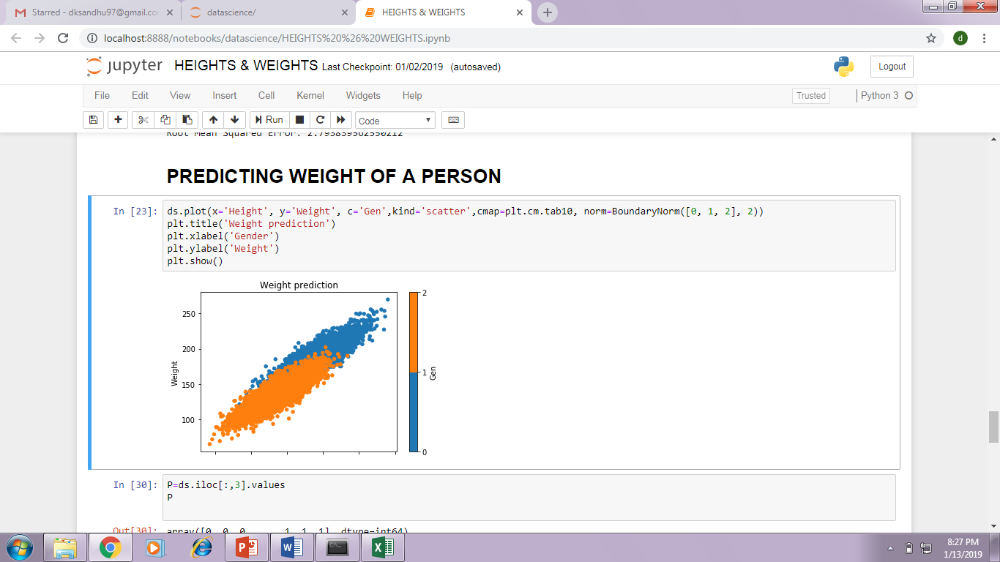 Starred - dksandhu97@gmail.co
datascience/
HEIGHTS & WEIGHTS
localhost:8888/notebooks/datascience/HEIGHTS%20%26%20WEIGHTS.ipynb
d
jupyter HEIGHTS & WEIGHTS Last Checkpoint: 01/02/2019 (autosaved)
Logout
File Edit View Insert Cell Kernel Widgets Help
Trusted
Python 3
Run
Code
Root Mean Squared Error: 2.793839562550212
PREDICTING WEIGHT OF A PERSON
In [23]:
ds.plot(x='Height', y='Weight', c='Gen',kind='scatter',cmap=plt.cm.tab10, norm=BoundaryNorm([0, 1, 2], 2))
plt.title('Weight prediction')
plt.xlabel('Gender')
plt.ylabel('Weight')
plt.show()
Weight prediction
250
200
150
100
Weight
2
1
0
Gen
In [30]:
P=ds.iloc[:,3].values
P
Out[30]: array([0, 0, 0, ..., 1, 1, 1], dtype=int64)
8:27 PM
1/13/2019